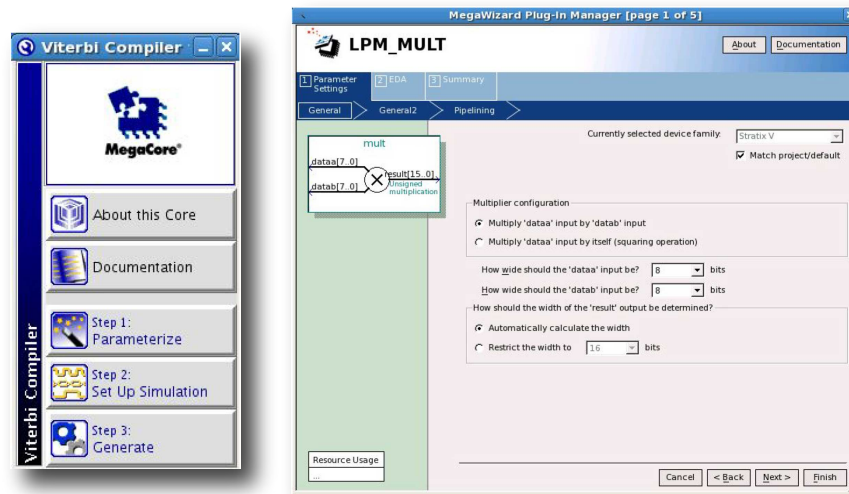 Viterbi Compiler
MegaCore®
About this Core
Documentation
Step 1:
Parameterize
Step 2:
Set Up Simulation
Step 3:
Generate
Viterbi Compiler
MegaWizard Plug-In Manager [page 1 of 5]
LPM_MULT
About
Documentation
1 Parameter
Settings
2 EDA
3 Summary
General
General2
Pipelining
Currently selected device family:
Stratix V
Match project/default
mult
dataa[7..0]
result[15..0]
datab[7..0]
Unsigned
multiplication
Multiplier configuration
Multiply 'dataa' input by 'datab' input
Multiply 'dataa' input by itself (squaring operation)
How wide should the 'dataa' input be? 8 bits
How wide should the 'datab' input be? 8 bits
How should the width of the 'result' output be determined?
Automatically calculate the width
Restrict the width to 16 bits
Resource Usage
...
Cancel
< Back
Next >
Finish